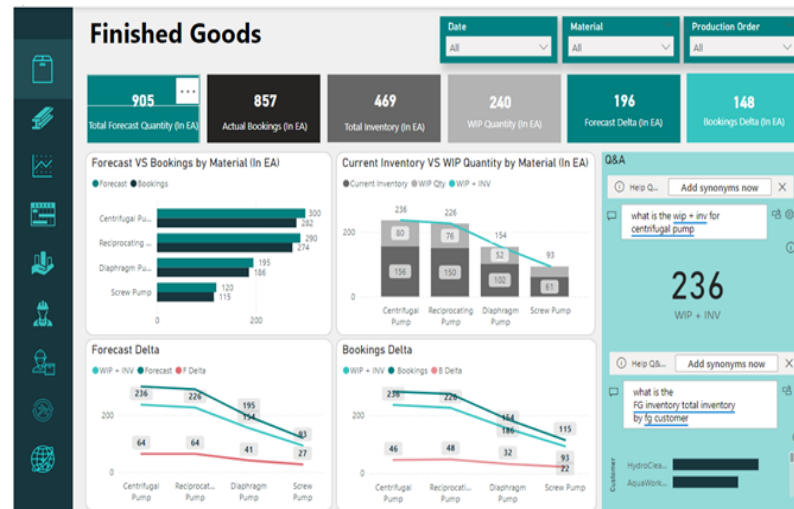 Finished Goods
Date
All
Material
All
Production Order
All
905
Total Forecast Quantity (In EA)
857
Actual Bookings (In EA)
469
Total Inventory (In EA)
240
WIP Quantity (In EA)
196
Forecast Delta (In EA)
148
Bookings Delta (In EA)
Forecast VS Bookings by Material (In EA)
Forecast Bookings
Centrifugal Pu...
300
282
Reciprocating ...
290
274
Diaphragm Pu...
195
186
Screw Pump
120
115
0 200
Current Inventory VS WIP Quantity by Material (In EA)
Current Inventory WIP Qty WIP + INV
200
0
236 226 154 93
80 76 52
156 150 102 61
Centrifugal Pump
Reciprocating Pump
Diaphragm Pump
Screw Pump
Forecast Delta
WIP + INV Forecast F Delta
200
0
236 226 195 154 93
64 64 41 27
Centrifugal Pump
Reciprocat... Pump
Diaphragm Pump
Screw Pump
Bookings Delta
WIP + INV Bookings B Delta
200
0
236 226 154 186 115 93
46 48 32 22
Centrifugal Pump
Reciprocati... Pump
Diaphragm Pump
Screw Pump
Q&A
Help Q... Add synonyms now
what is the wip + inv for
centrifugal pump
236
WIP + INV
Help Q&... Add synonyms now
what is the
FG inventory total inventory
by fg customer
Customer
HydroClea...
AquaWork...